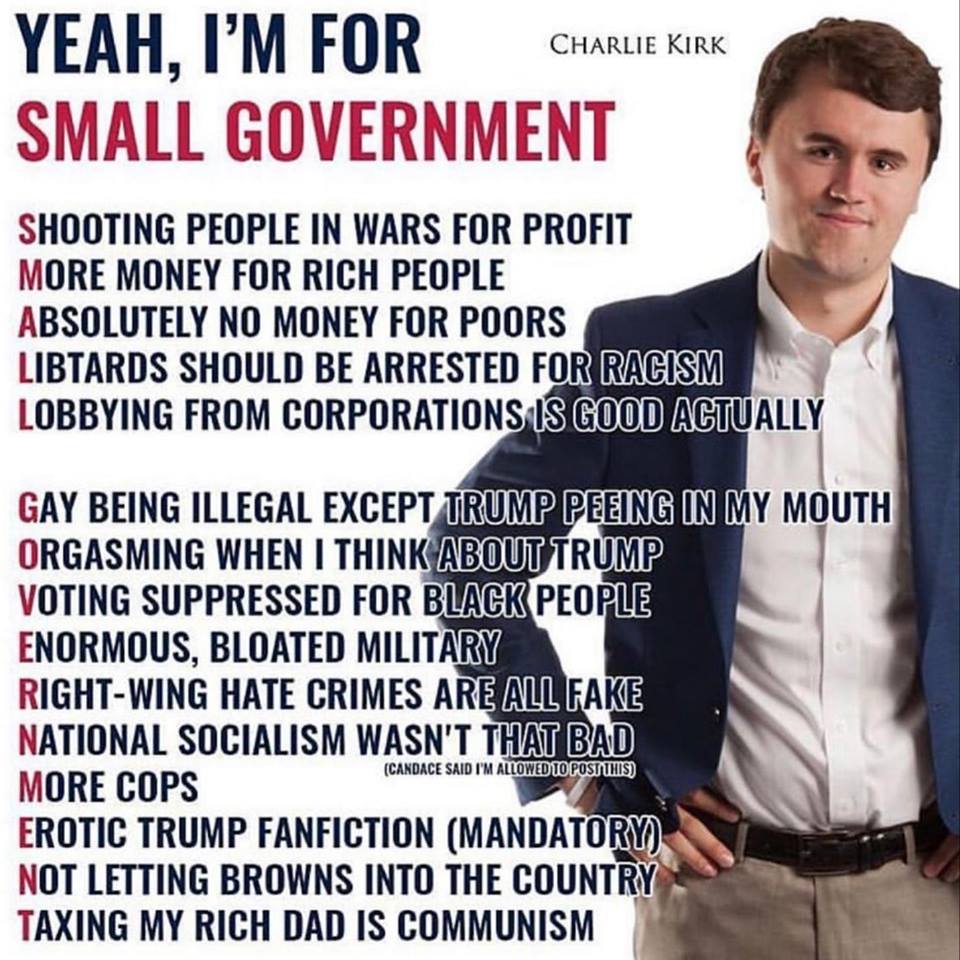 YEAH, I'M FOR
CHARLIE KIRK
SMALL GOVERNMENT
SHOOTING PEOPLE IN WARS FOR PROFIT
MORE MONEY FOR RICH PEOPLE
ABSOLUTELY NO MONEY FOR POORS
LIBTARDS SHOULD BE ARRESTED FOR RACISM
LOBBYING FROM CORPORATIONS IS GOOD ACTUALLY
GAY BEING ILLEGAL EXCEPT TRUMP PEEING IN MY MOUTH
ORGASMING WHEN I THINK ABOUT TRUMP
VOTING SUPPRESSED FOR BLACK PEOPLE
ENORMOUS, BLOATED MILITARY
RIGHT-WING HATE CRIMES ARE ALL FAKE
NATIONAL SOCIALISM WASN'T THAT BAD
(CANDACE SAID I'M ALLOWED TO POST THIS)
MORE COPS
EROTIC TRUMP FANFICTION (MANDATORY)
NOT LETTING BROWNS INTO THE COUNTRY
TAXING MY RICH DAD IS COMMUNISM